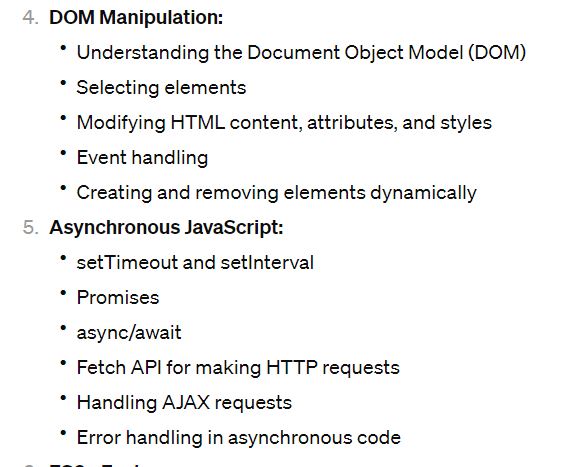 4. DOM Manipulation:
• Understanding the Document Object Model (DOM)
• Selecting elements
• Modifying HTML content, attributes, and styles
• Event handling
• Creating and removing elements dynamically
5. Asynchronous JavaScript:
• setTimeout and setInterval
• Promises
• async/await
• Fetch API for making HTTP requests
• Handling AJAX requests
• Error handling in asynchronous code